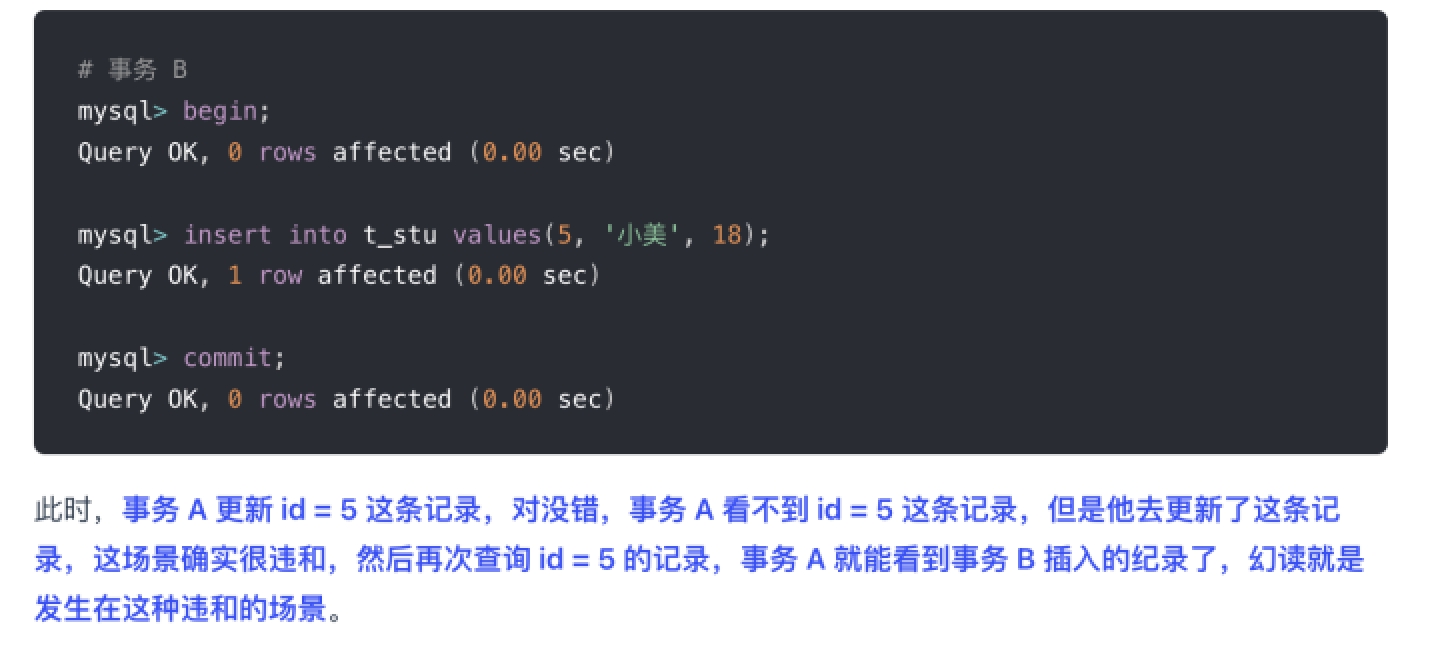 # 事务 B
mysql> begin;
Query OK, 0 rows affected (0.00 sec)
mysql> insert into t_stu values(5, '小美', 18);
Query OK, 1 row affected (0.00 sec)
mysql> commit;
Query OK, 0 rows affected (0.00 sec)
此时，事务 A 更新 id = 5 这条记录，对没错，事务 A 看不到 id = 5 这条记录，但是他去更新了这条记
录，这场景确实很违和，然后再次查询 id = 5 的记录，事务 A 就能看到事务 B 插入的纪录了，幻读就是
发生在这种违和的场景。